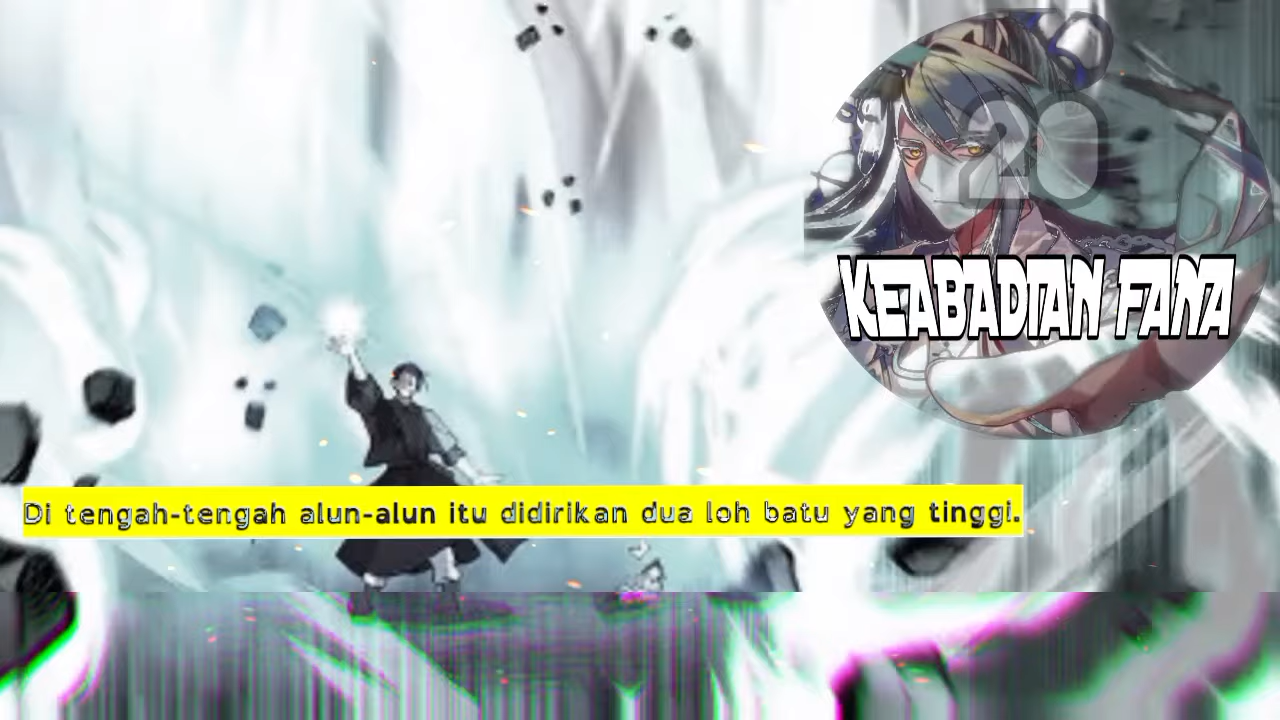 20
KEABADIAN FANA
Di tengah-tengah alun-alun itu didirikan dua loh batu yang tinggi.